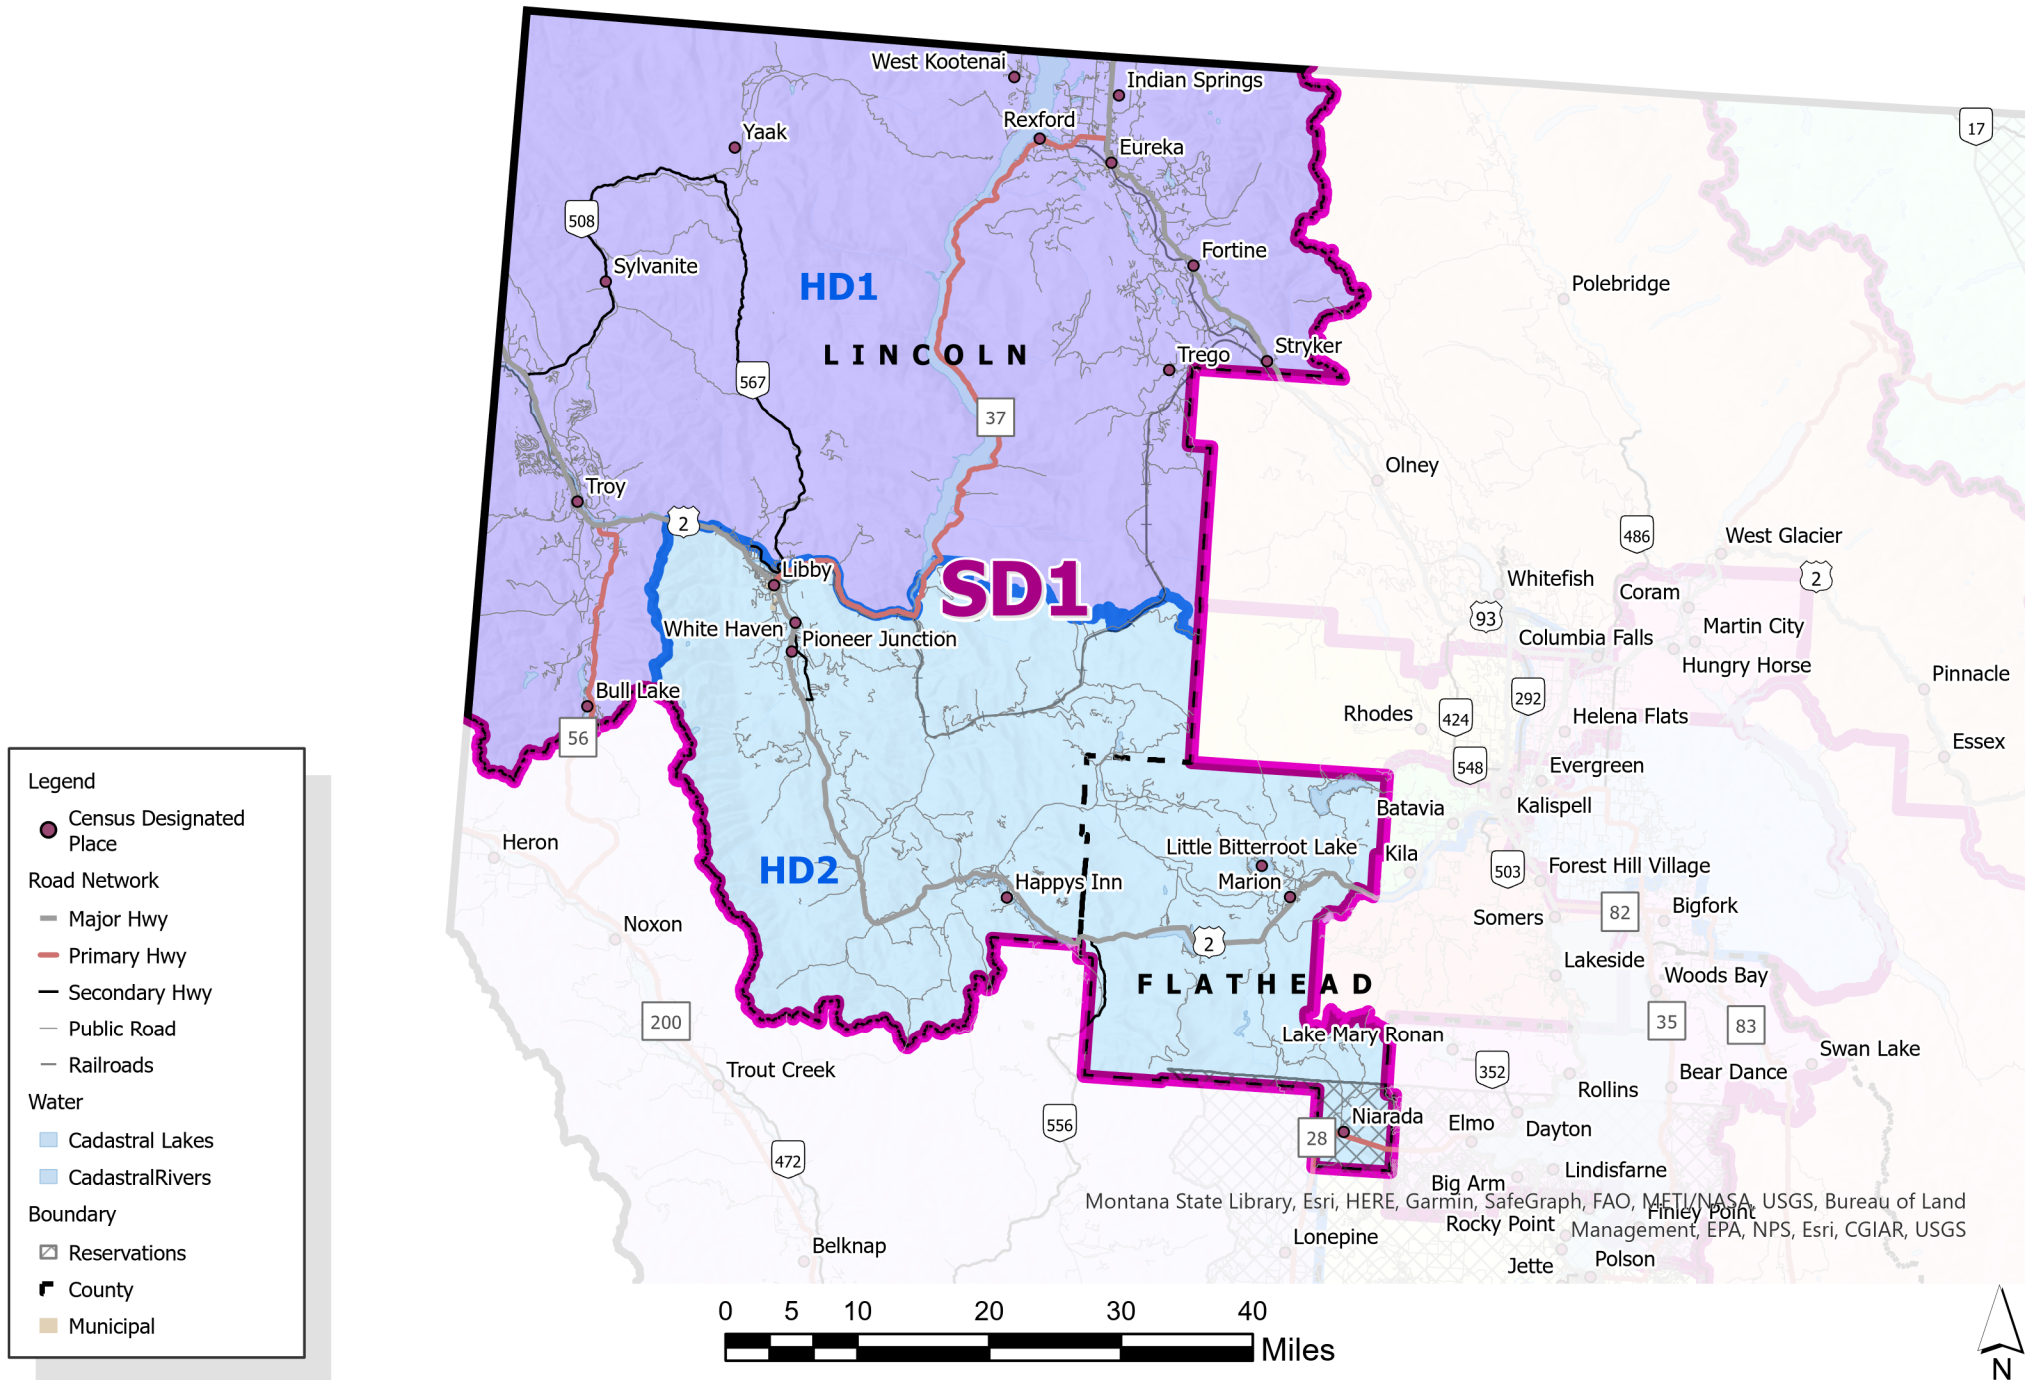 West Kootenai
Indian Springs
17
Rexford
Yaak
Eureka
508
Sylvanite
Fortine
HD1
Polebridge
LINCOLN
Stryker
Trego
567
37
Olney
Troy
2
486
West Glacier
Libby
SD1
Whitefish
Coram
2
93
White Haven
Pioneer Junction
Columbia Falls
Martin City
Hungry Horse
Pinnacle
Bull Lake
292
Rhodes
424
Helena Flats
56
Essex
548
Evergreen
Batavia
Kalispell
Heron
Little Bitterroot Lake
Kila
HD2
Happys Inn
Marion
503
Forest Hill Village
Noxon
Somers
82
Bigfork
2
Lakeside
FLATHEAD
Woods Bay
200
35
83
Lake Mary Ronan
Swan Lake
Trout Creek
352
Bear Dance
Rollins
556
Niarada
Elmo
Dayton
28
472
Lindisfarne
Big Arm
Montana State Library, Esri, HERE, Garmin, SafeGraph, FAO, METI/NASA, USGS, Bureau of Land
Management, EPA, NPS, Esri, CGIAR, USGS
Finley Point
Rocky Point
Lonepine
Belknap
Jette
Polson
Legend
Census Designated
Place
Road Network
Major Hwy
Primary Hwy
Secondary Hwy
Public Road
Railroads
Water
Cadastral Lakes
CadastralRivers
Boundary
Reservations
County
Municipal
0 5 10 20 30 40
Miles
N